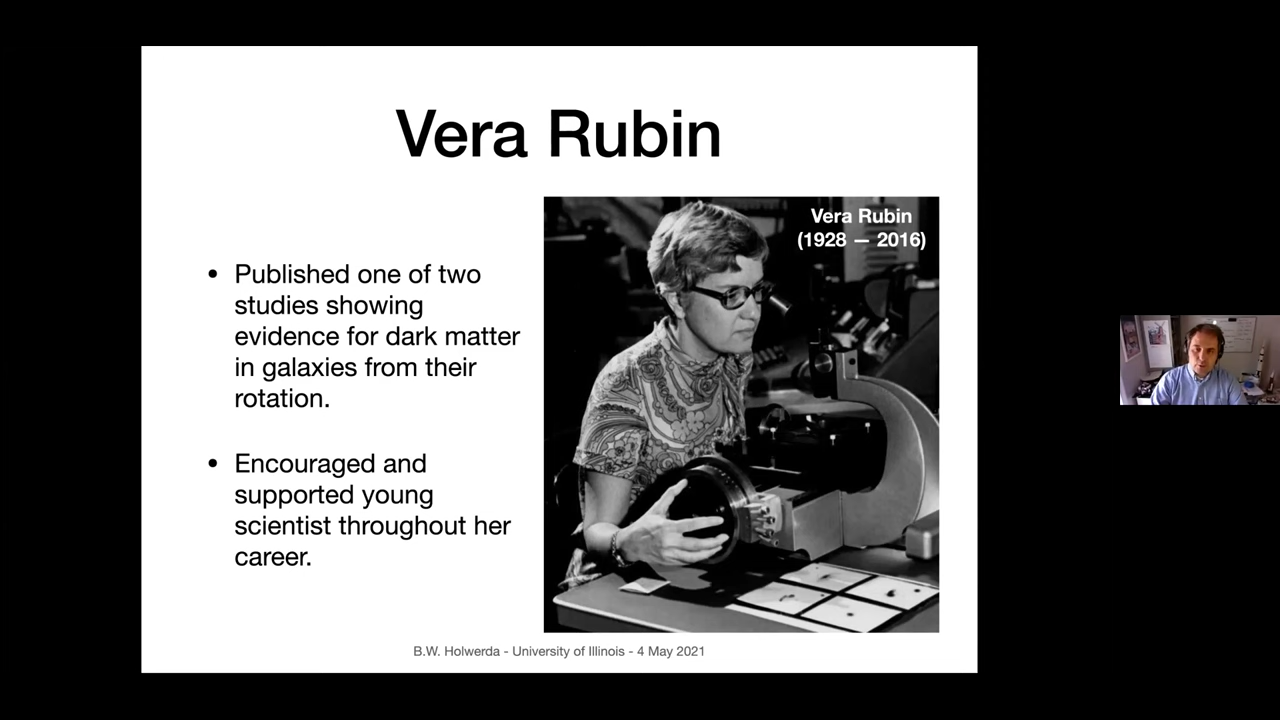 Vera Rubin
Vera Rubin
(1928 — 2016)
• Published one of two
studies showing
evidence for dark matter
in galaxies from their
rotation.
• Encouraged and
supported young
scientist throughout her
career.
B.W. Holwerda - University of Illinois - 4 May 2021